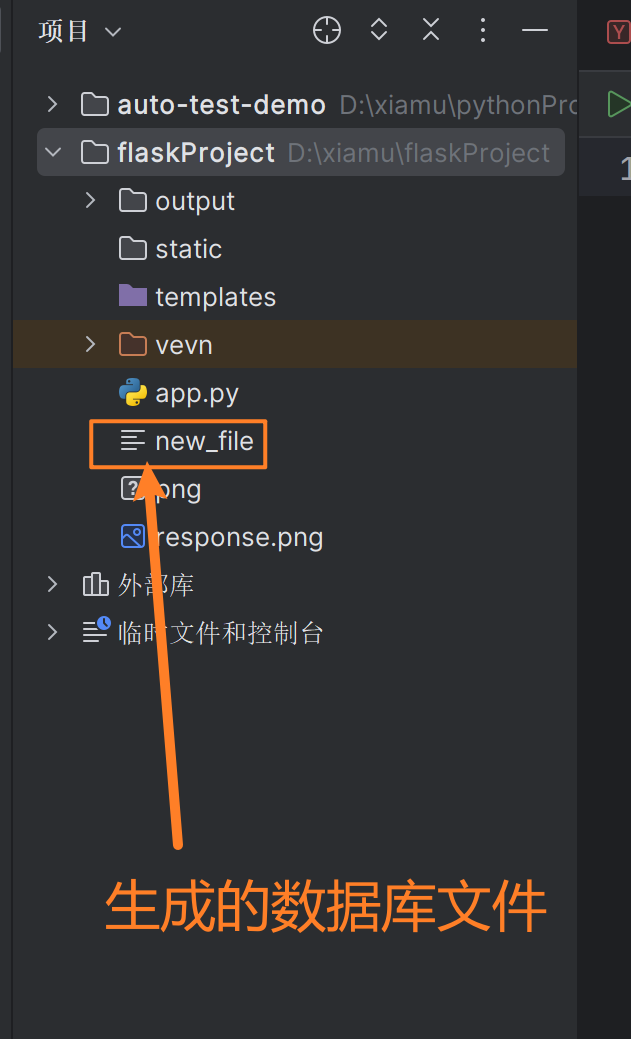 项目
Y
auto-test-demo D:\xiamu\pythonPro
flaskProject D:\xiamu\flaskProject
1
output
static
templates
vevn
app.py
new_file
png
response.png
外部库
临时文件和控制台
生成的数据库文件